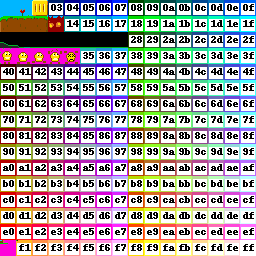 03 04 05 06 07 08 09 0a 0b 0c 0d 0e 0f
14 15 16 17 18 19 1a 1b 1c 1d 1e 1f
28 29 2a 2b 2c 2d 2e 2f
35 36 37 38 39 3a 3b 3c 3d 3e 3f
40 41 42 43 44 45 46 47 48 49 4a 4b 4c 4d 4e 4f
50 51 52 53 54 55 56 57 58 59 5a 5b 5c 5d 5e 5f
60 61 62 63 64 65 66 67 68 69 6a 6b 6c 6d 6e 6f
70 71 72 73 74 75 76 77 78 79 7a 7b 7c 7d 7e 7f
80 81 82 83 84 85 86 87 88 89 8a 8b 8c 8d 8e 8f
90 91 92 93 94 95 96 97 98 99 9a 9b 9c 9d 9e 9f
a0 a1 a2 a3 a4 a5 a6 a7 a8 a9 aa ab ac ad ae af
b0 b1 b2 b3 b4 b5 b6 b7 b8 b9 ba bb bc bd be bf
c0 c1 c2 c3 c4 c5 c6 c7 c8 c9 ca cb cc cd ce cf
d0 d1 d2 d3 d4 d5 d6 d7 d8 d9 da db dc dd de df
e0 e1 e2 e3 e4 e5 e6 e7 e8 e9 ea eb ec ed ee ef
f1 f2 f3 f4 f5 f6 f7 f8 f9 fa fb fc fd fe ff